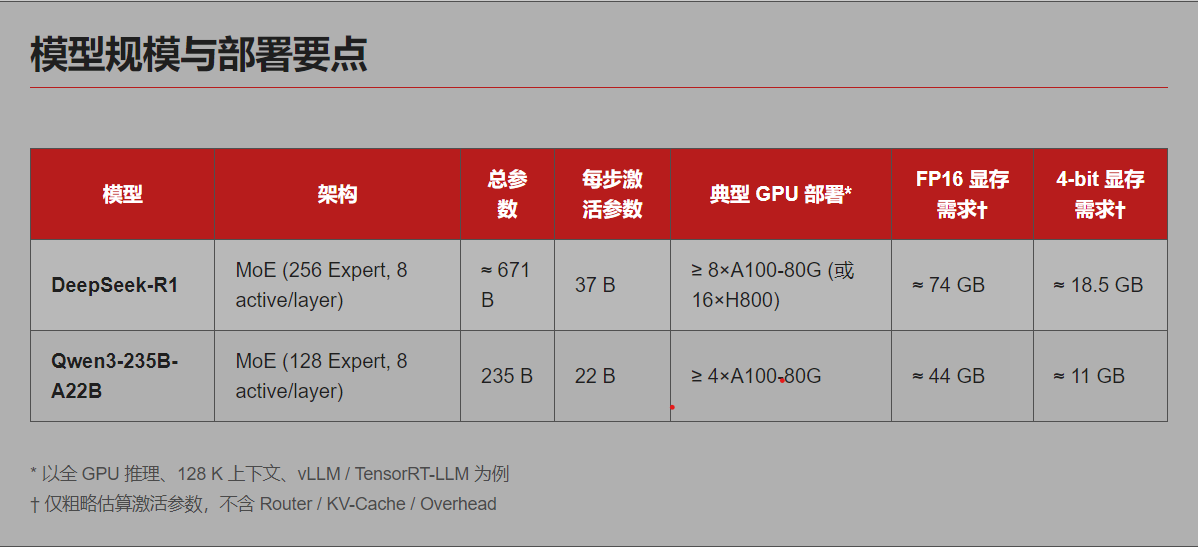 模型规模与部署要点
模型
架构
总参
数
每步激
活参数
典型 GPU 部署*
FP16 显存
需求†
4-bit 显存
需求†
DeepSeek-R1
MoE (256 Expert, 8
active/layer)
≈ 671
B
37 B
≥ 8×A100-80G (或
16×H800)
≈ 74 GB
≈ 18.5 GB
Qwen3-235B-
A22B
MoE (128 Expert, 8
active/layer)
235 B
22 B
≥ 4×A100-80G
≈ 44 GB
≈ 11 GB
* 以全 GPU 推理、128 K 上下文、vLLM / TensorRT-LLM 为例
† 仅粗略估算激活参数，不含 Router / KV-Cache / Overhead